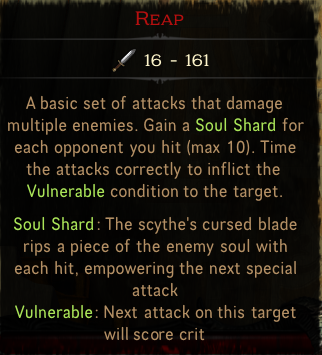 REAP
16 - 161
A basic set of attacks that damage
multiple enemies. Gain a Soul Shard for
each opponent you hit (max 10). Time
the attacks correctly to inflict the
Vulnerable condition to the target.
Soul Shard: The scythe's cursed blade
rips a piece of the enemy soul with
each hit, empowering the next special
attack
Vulnerable: Next attack on this target
will score crit